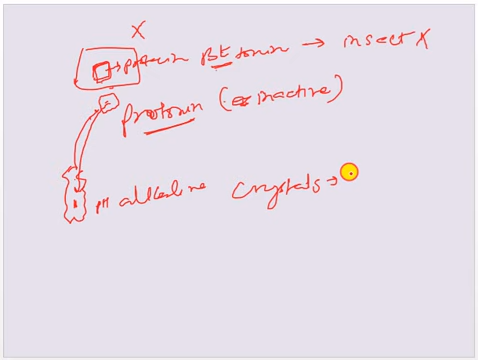 X
protein Bt toxin → insect X
protoxin (inactive)
pH alkaline crystals →